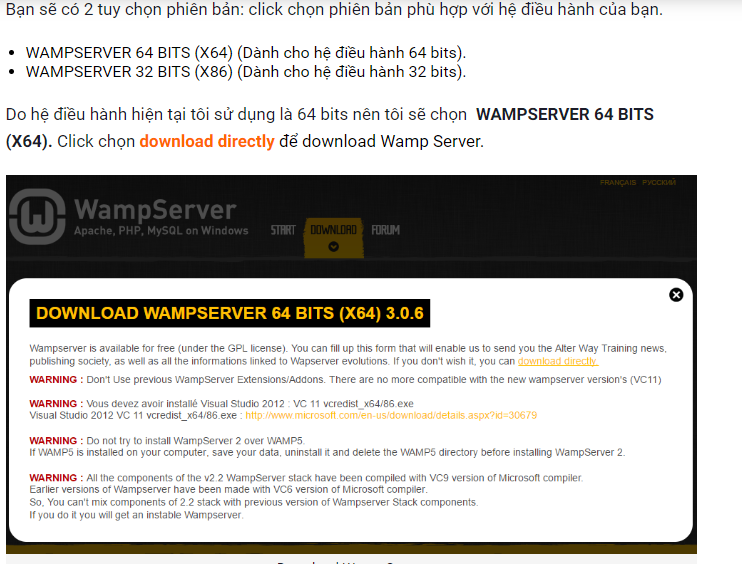 Bạn sẽ có 2 tuy chọn phiên bản: click chọn phiên bản phù hợp với hệ điều hành của bạn.
• WAMPSERVER 64 BITS (X64) (Dành cho hệ điều hành 64 bits).
• WAMPSERVER 32 BITS (X86) (Dành cho hệ điều hành 32 bits).
Do hệ điều hành hiện tại tôi sử dụng là 64 bits nên tôi sẽ chọn WAMPSERVER 64 BITS
(X64). Click chọn download directly để download Wamp Server.
FRANÇAIS РУССКИЙ
WampServer
Apache, PHP, MySQL on Windows
START DOWNLOAD FORUM
DOWNLOAD WAMPSERVER 64 BITS (X64) 3.0.6
Wampserver is available for free (under the GPL license). You can fill up this form that will enable us to send you the Alter Way Training news,
publishing society, as well as all the informations linked to Wapserver evolutions. If you don't wish it, you can download directly.
WARNING : Don't Use previous WampServer Extensions/Addons. There are no more compatible with the new wampserver version's (VC11)
WARNING : Vous devez avoir installé Visual Studio 2012 : VC 11 vcredist_x64/86.exe
Visual Studio 2012 VC 11 vcredist_x64/86.exe : http://www.microsoft.com/en-us/download/details.aspx?id=30679
WARNING : Do not try to install WampServer 2 over WAMP5.
If WAMP5 is installed on your computer, save your data, uninstall it and delete the WAMP5 directory before installing WampServer 2.
WARNING : All the components of the v2.2 WampServer stack have been compiled with VC9 version of Microsoft compiler.
Earlier versions of Wampserver have been made with VC6 version of Microsoft compiler.
So, You can't mix components of 2.2 stack with previous version of Wampserver Stack components.
If you do it you will get an instable Wampserver.